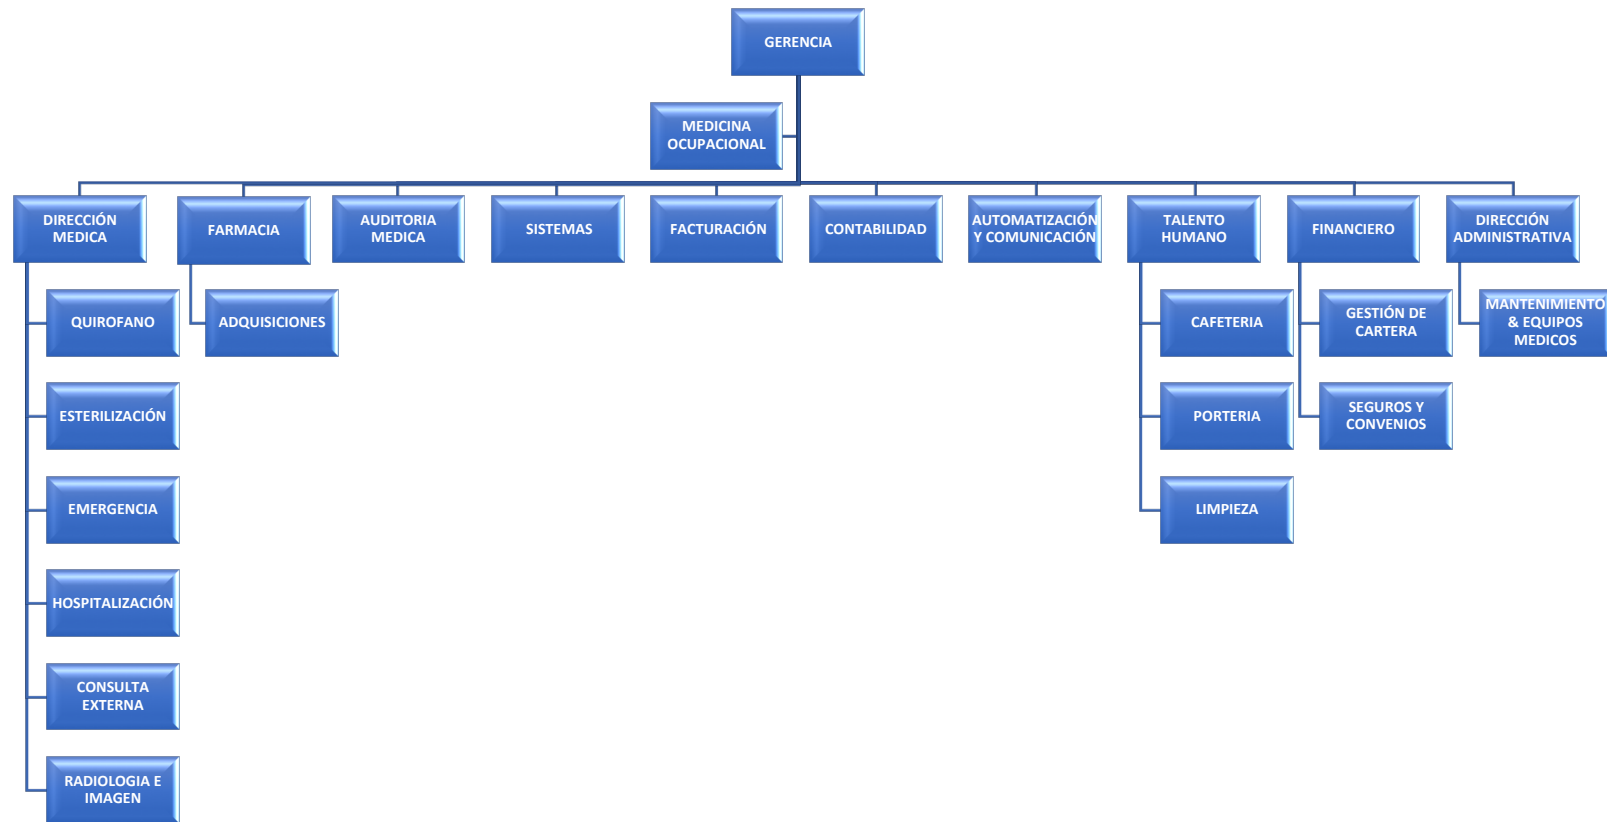 GERENCIA
MEDICINA
OCUPACIONAL
DIRECCIÓN
MEDICA
FARMACIA
AUDITORIA
MEDICA
SISTEMAS
FACTURACIÓN
CONTABILIDAD
AUTOMATIZACIÓN
Y COMUNICACIÓN
TALENTO
HUMANO
FINANCIERO
DIRECCIÓN
ADMINISTRATIVA
QUIROFANO
ADQUISICIONES
CAFETERIA
GESTIÓN DE
CARTERA
MANTENIMIENTO
& EQUIPOS
MEDICOS
ESTERILIZACIÓN
PORTERIA
SEGUROS Y
CONVENIOS
EMERGENCIA
LIMPIEZA
HOSPITALIZACIÓN
CONSULTA
EXTERNA
RADIOLOGIA E
IMAGEN